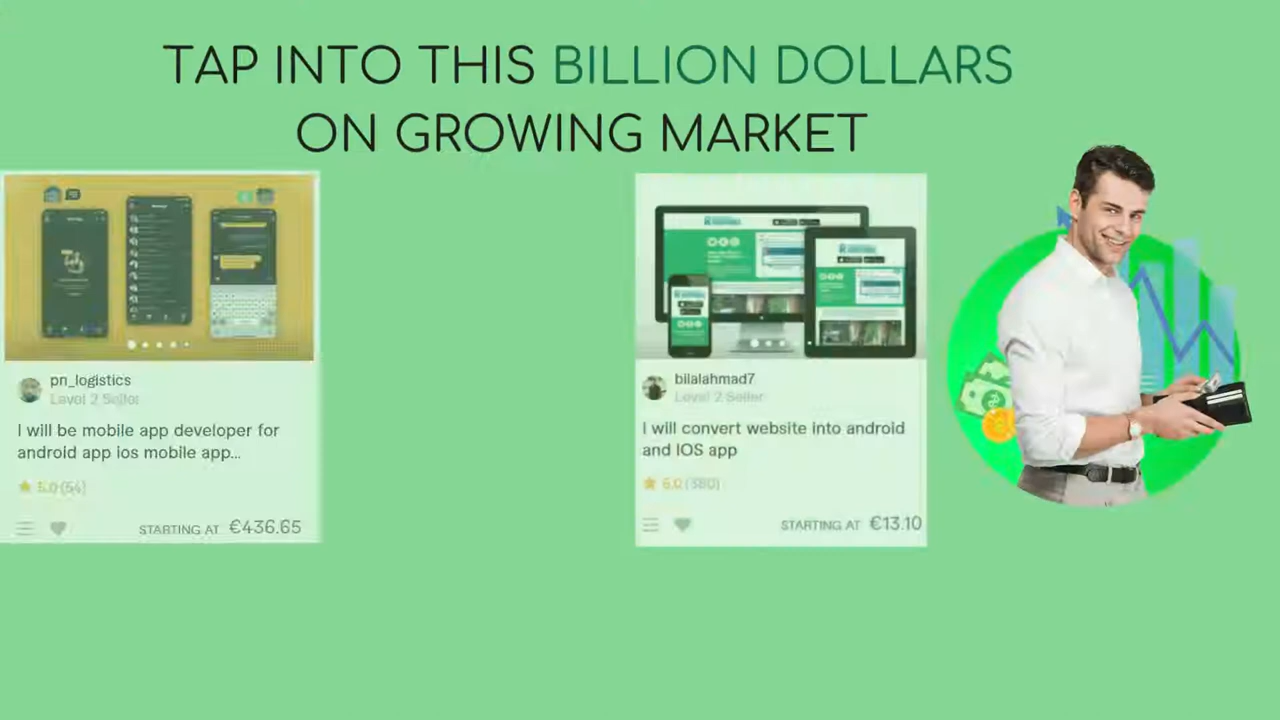 TAP INTO THIS BILLION DOLLARS
ON GROWING MARKET
pn_logistics
Level 2 Seller
I will be mobile app developer for
android app ios mobile app...
5.0 (54)
STARTING AT €436.65
bilalahmad7
Level 2 Seller
I will convert website into android
and IOS app
5.0 (380)
STARTING AT €13.10